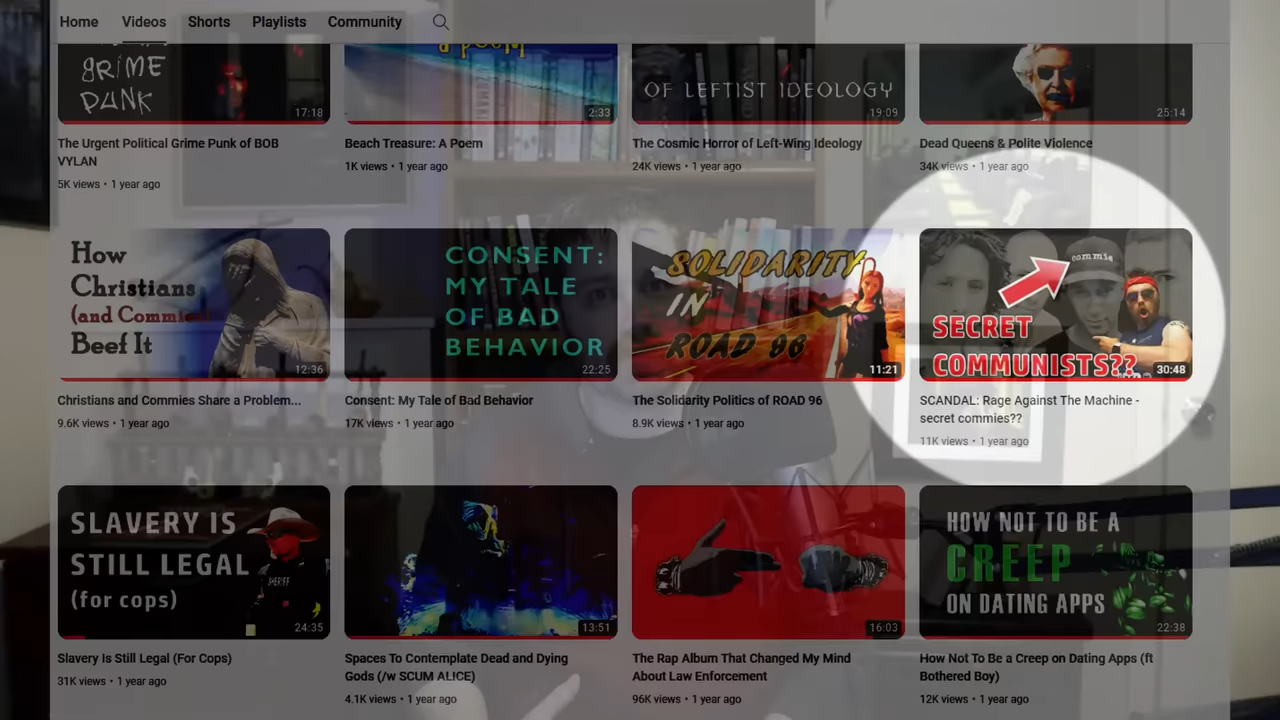 Home Videos Shorts Playlists Community
GRIME
PUNK
17:18
a poem
2:33
OF LEFTIST IDEOLOGY
19:09
25:14
The Urgent Political Grime Punk of BOB
VYLAN
5K views • 1 year ago
Beach Treasure: A Poem
1K views • 1 year ago
The Cosmic Horror of Left-Wing Ideology
24K views • 1 year ago
Dead Queens & Polite Violence
34K views • 1 year ago
How
Christians
(and Commies)
Beef It
12:36
CONSENT:
MY TALE
OF BAD
BEHAVIOR
22:25
SOLIDARITY
IN
ROAD 96
11:21
commie
SECRET
COMMUNISTS??
30:48
Christians and Commies Share a Problem...
9.6K views • 1 year ago
Consent: My Tale of Bad Behavior
17K views • 1 year ago
The Solidarity Politics of ROAD 96
8.9K views • 1 year ago
SCANDAL: Rage Against The Machine -
secret commies??
11K views • 1 year ago
SLAVERY IS
STILL LEGAL
(for cops)
SHERIFF
24:35
13:51
16:03
HOW NOT TO BE A
CREEP
ON DATING APPS
22:38
Slavery Is Still Legal (For Cops)
31K views • 1 year ago
Spaces To Contemplate Dead and Dying
Gods (/w SCUM ALICE)
4.1K views • 1 year ago
The Rap Album That Changed My Mind
About Law Enforcement
96K views • 1 year ago
How Not To Be a Creep on Dating Apps (ft
Bothered Boy)
12K views • 1 year ago